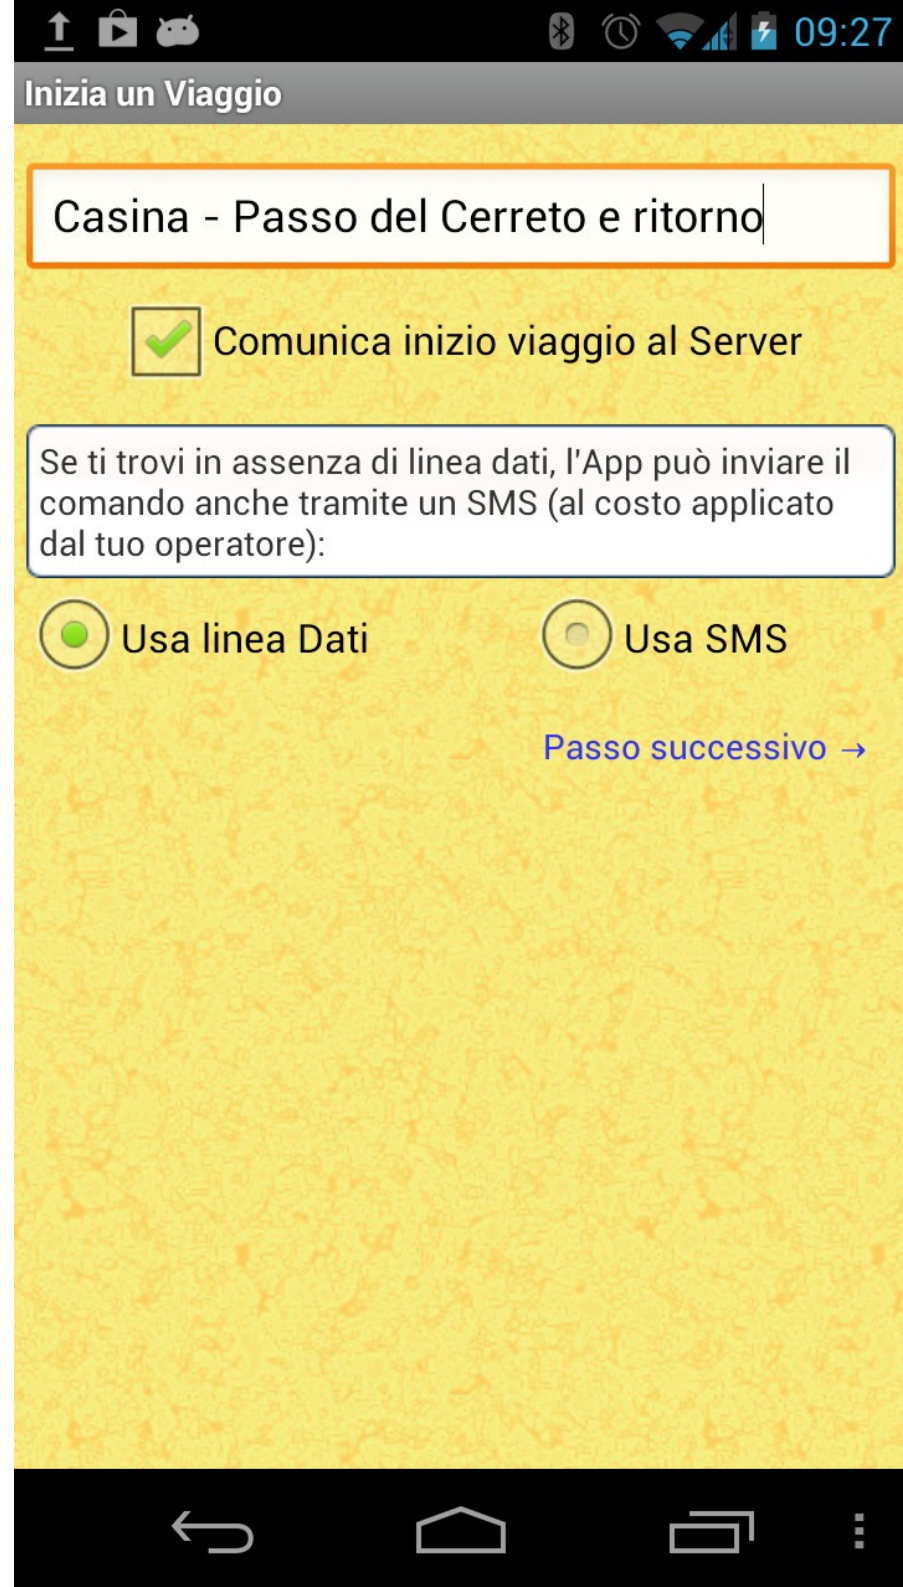 09:27
Inizia un Viaggio
Casina - Passo del Cerreto e ritorno
Comunica inizio viaggio al Server
Se ti trovi in assenza di linea dati, l'App può inviare il
comando anche tramite un SMS (al costo applicato
dal tuo operatore):
Usa linea Dati
Usa SMS
Passo successivo →